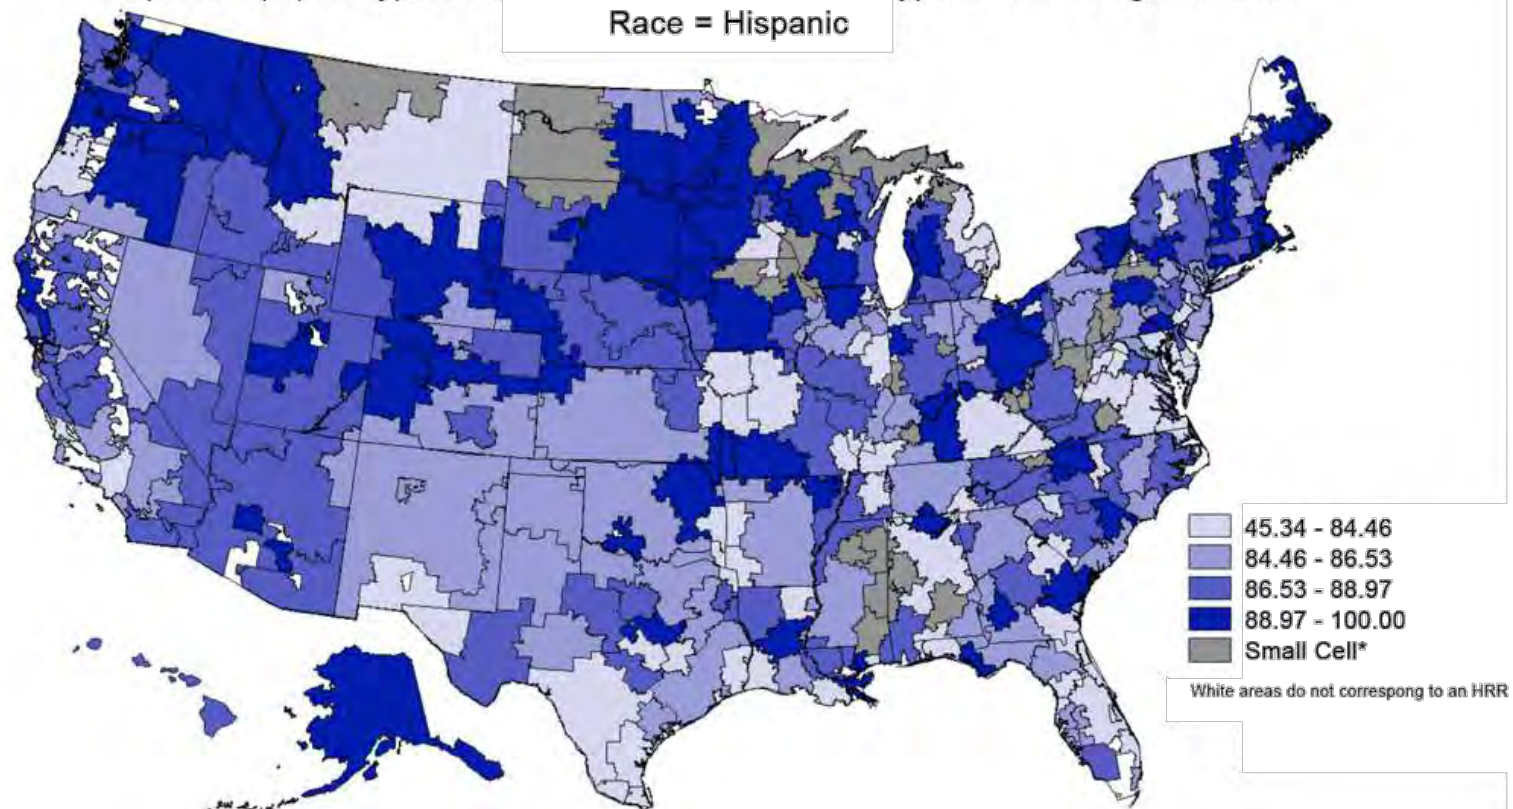 Race = Hispanic
45.34 - 84.46
84.46 - 86.53
86.53 - 88.97
88.97 - 100.00
Small Cell*
White areas do not correspong to an HRR